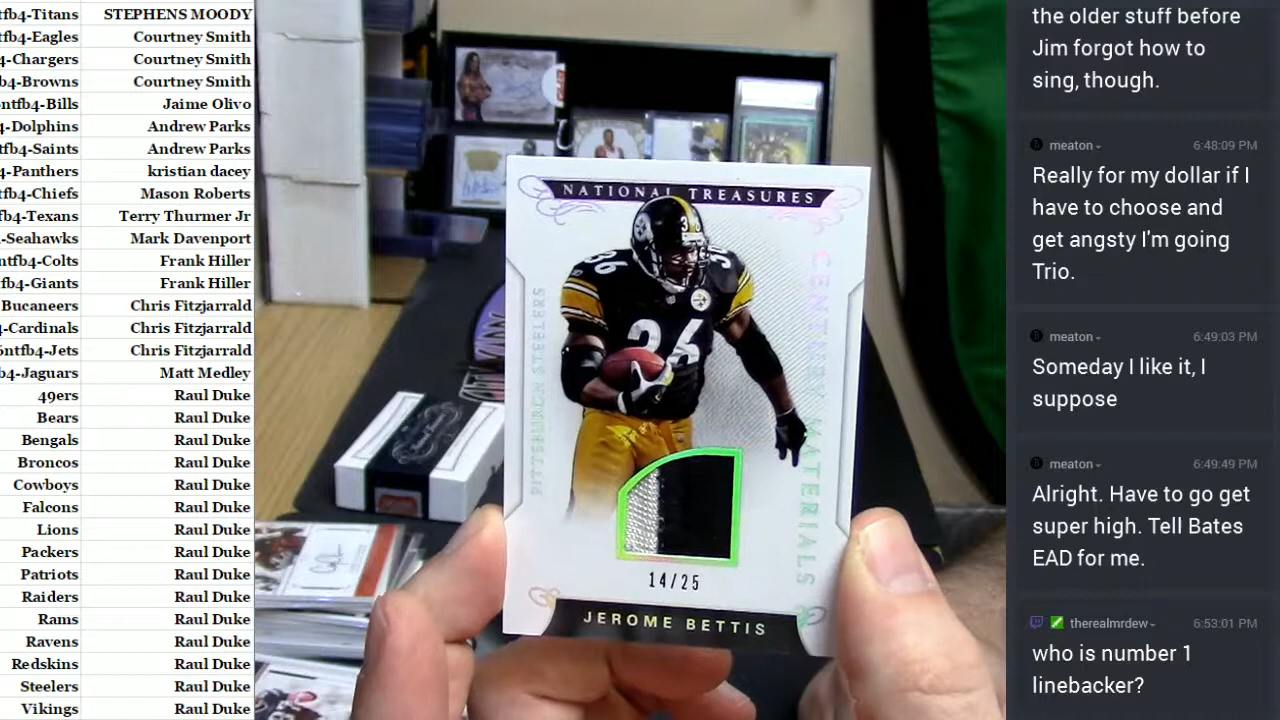 tfb4-Titans STEPHENS MOODY
tfb4-Eagles Courtney Smith
4-Chargers Courtney Smith
b4-Browns Courtney Smith
ntfb4-Bills Jaime Olivo
4-Dolphins Andrew Parks
fb4-Saints Andrew Parks
4-Panthers kristian dacey
fb4-Chiefs Mason Roberts
fb4-Texans Terry Thurmer Jr
-Seahawks Mark Davenport
ntfb4-Colts Frank Hiller
fb4-Giants Frank Hiller
Bucaneers Chris Fitzjarrald
4-Cardinals Chris Fitzjarrald
6ntfb4-Jets Chris Fitzjarrald
b4-Jaguars Matt Medley
49ers Raul Duke
Bears Raul Duke
Bengals Raul Duke
Broncos Raul Duke
Cowboys Raul Duke
Falcons Raul Duke
Lions Raul Duke
Packers Raul Duke
Patriots Raul Duke
Raiders Raul Duke
Rams Raul Duke
Ravens Raul Duke
Redskins Raul Duke
Steelers Raul Duke
Vikings Raul Duke
NATIONAL TREASURES
PITTSBURGH STEELERS
CENTURY MATERIALS
36
36
14/25
JEROME BETTIS
the older stuff before
Jim forgot how to
sing, though.
meaton 6:48:09 PM
Really for my dollar if I
have to choose and
get angsty I'm going
Trio.
meaton 6:49:03 PM
Someday I like it, I
suppose
meaton 6:49:49 PM
Alright. Have to go get
super high. Tell Bates
EAD for me.
therealmrdew 6:53:01 PM
who is number 1
linebacker?